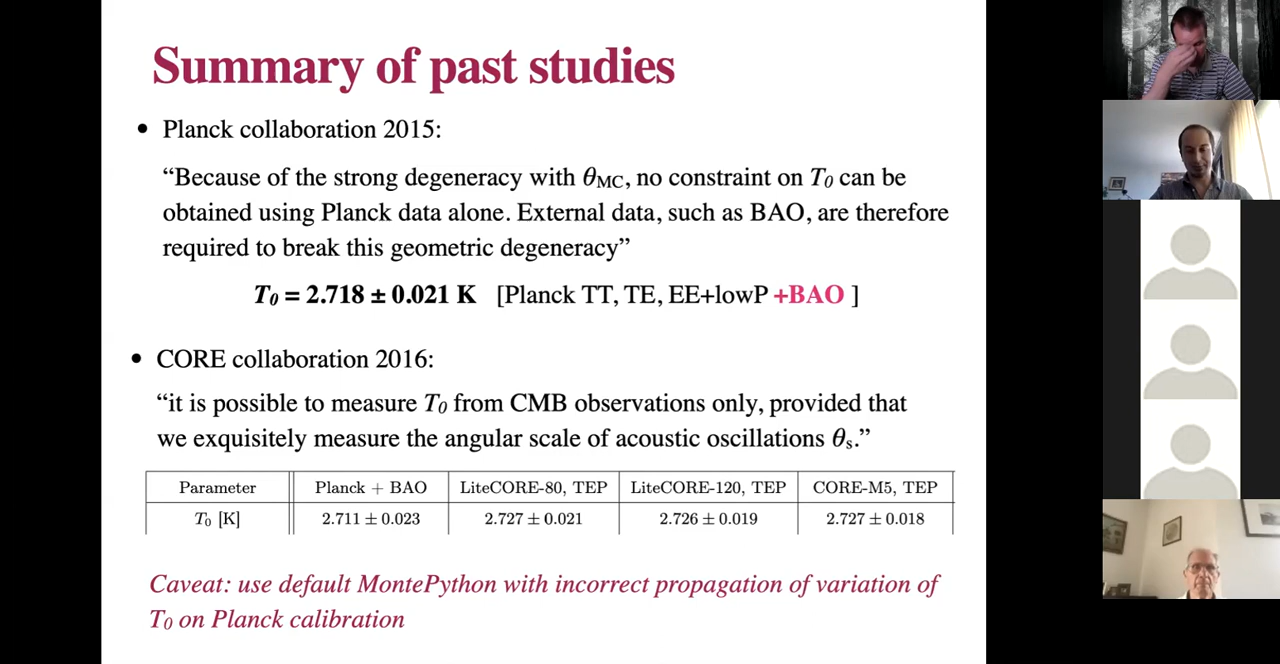 Summary of past studies
• Planck collaboration 2015:
“Because of the strong degeneracy with θMC, no constraint on T0 can be
obtained using Planck data alone. External data, such as BAO, are therefore
required to break this geometric degeneracy”
T0 = 2.718 ± 0.021 K [Planck TT, TE, EE+lowP +BAO ]
• CORE collaboration 2016:
“it is possible to measure T0 from CMB observations only, provided that
we exquisitely measure the angular scale of acoustic oscillations θs.”
Parameter Planck + BAO LiteCORE-80, TEP LiteCORE-120, TEP CORE-M5, TEP
T0 [K] 2.711 ± 0.023 2.727 ± 0.021 2.726 ± 0.019 2.727 ± 0.018
Caveat: use default MontePython with incorrect propagation of variation of
T0 on Planck calibration